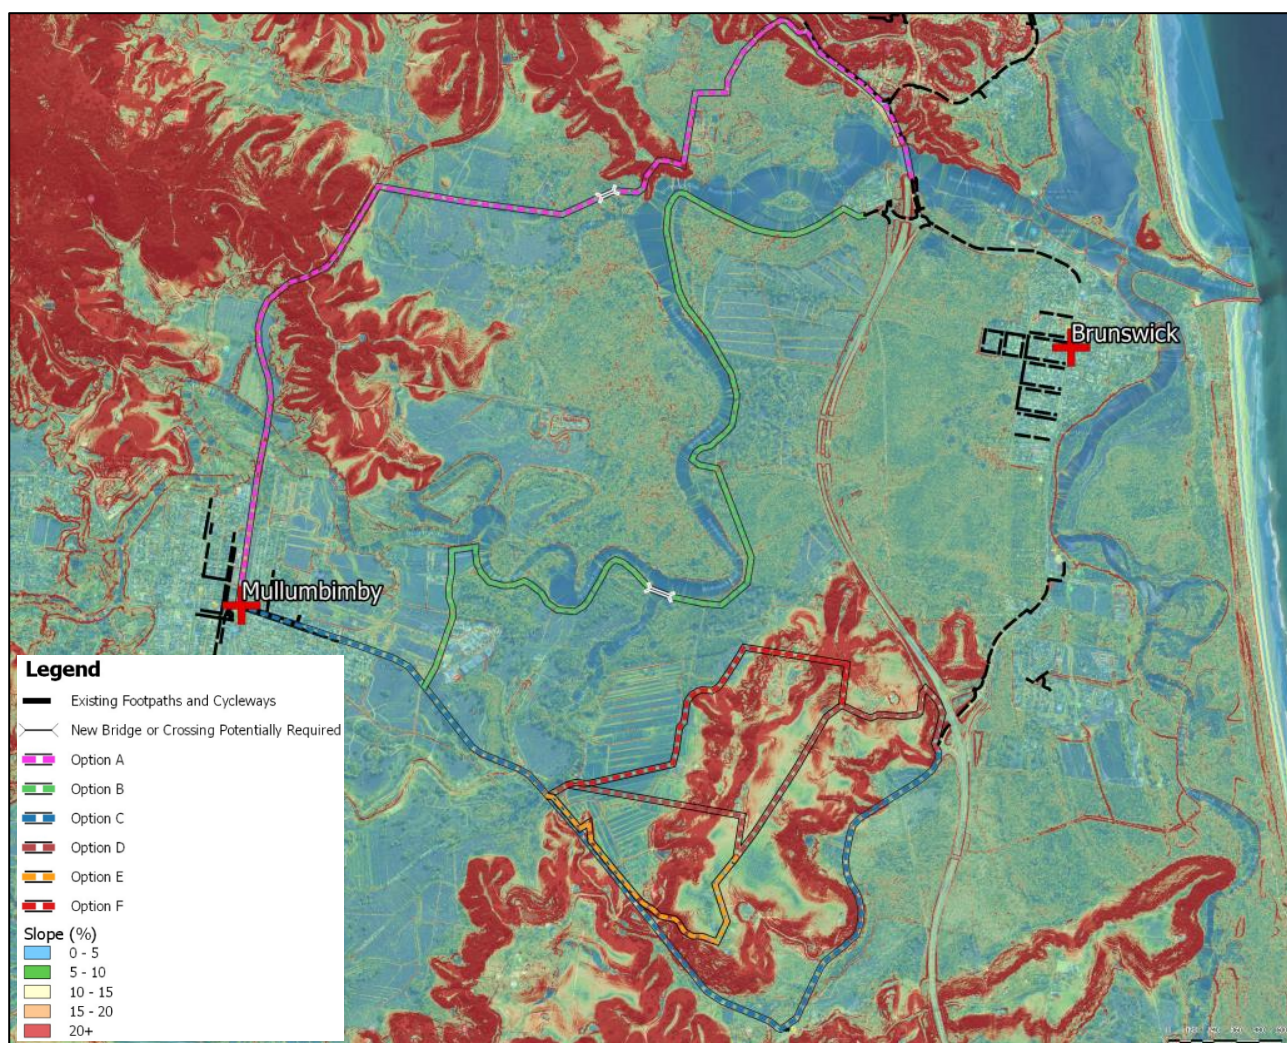 Brunswick
Mullumbimby
Legend
Existing Footpaths and Cycleways
New Bridge or Crossing Potentially Required
Option A
Option B
Option C
Option D
Option E
Option F
Slope (%)
0 - 5
5 - 10
10 - 15
15 - 20
20+